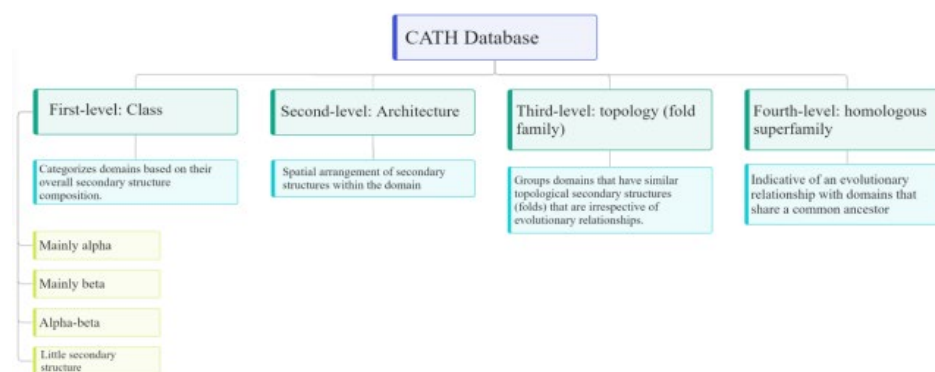 CATH Database
First-level: Class
Second-level: Architecture
Third-level: topology (fold
family)
Fourth-level: homologous
superfamily
Categorizes domains based on their
overall secondary structure
composition.
Spatial arrangement of secondary
structures within the domain
Groups domains that have similar
topological secondary structures
(folds) that are irrespective of
evolutionary relationships.
Indicative of an evolutionary
relationship with domains that
share a common ancestor
Mainly alpha
Mainly beta
Alpha-beta
Little secondary
structure